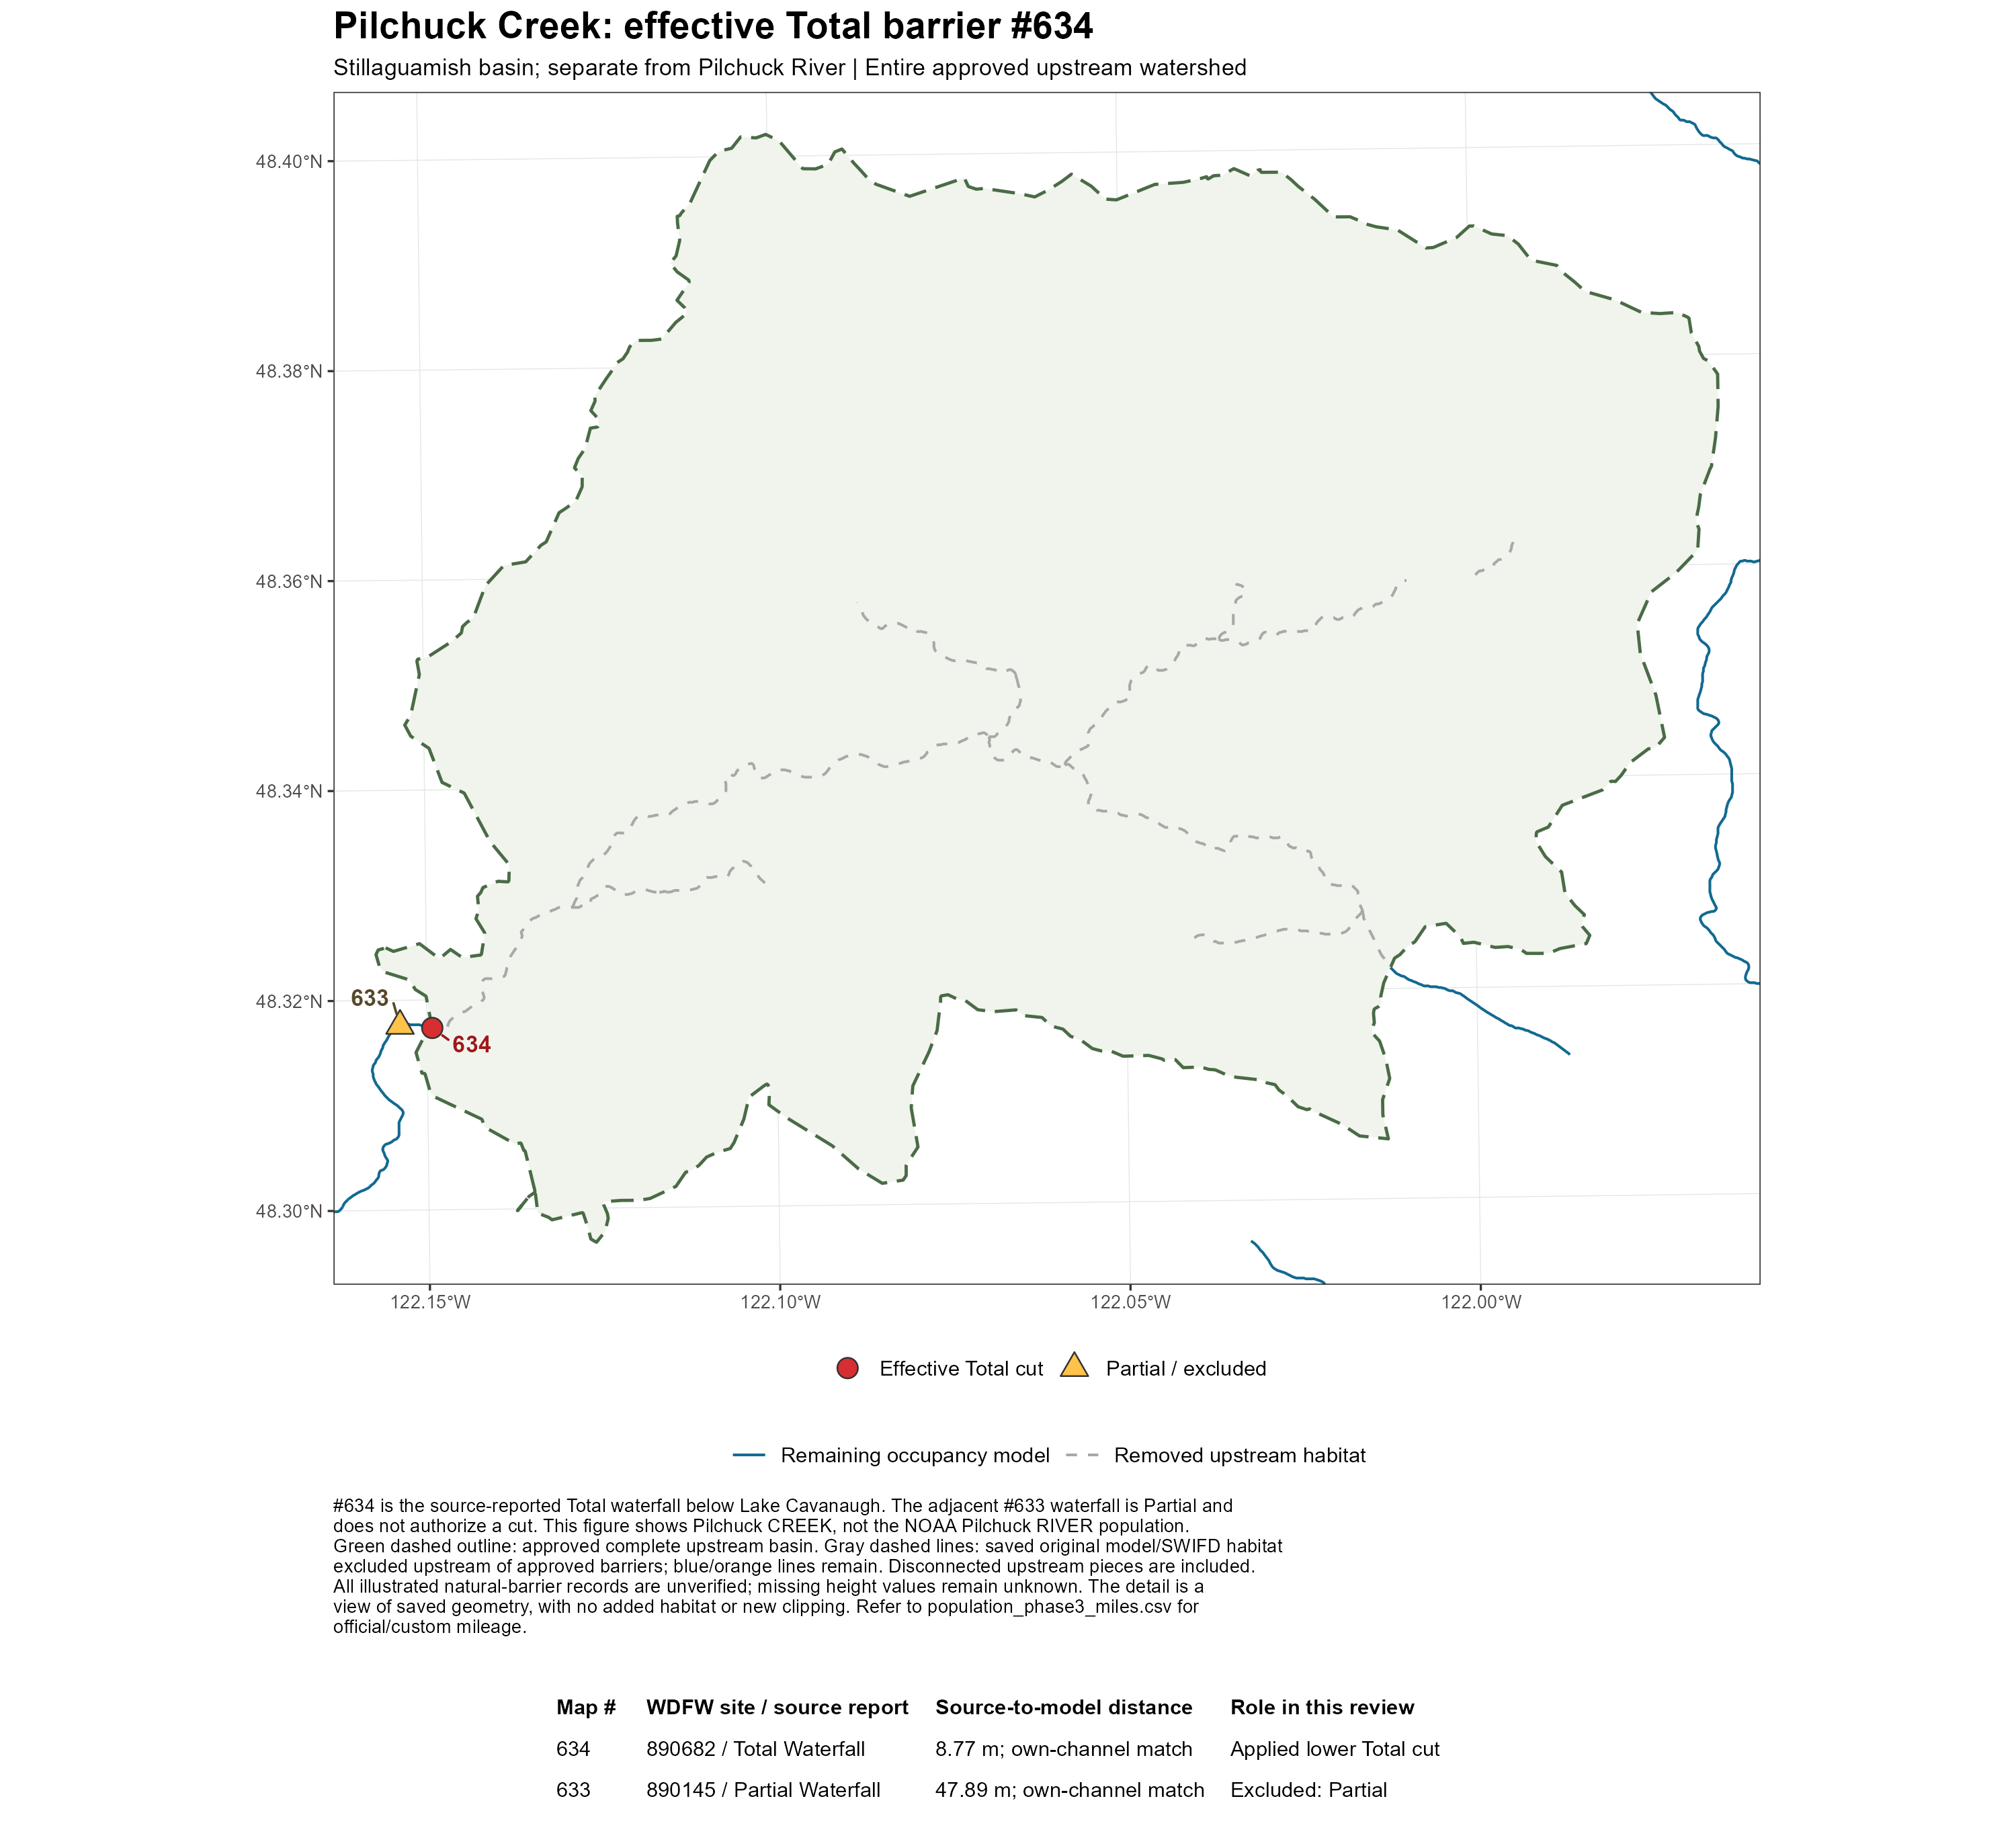 Pilchuck Creek: effective Total barrier #634
Stillaguamish basin; separate from Pilchuck River | Entire approved upstream watershed
48.40°N
48.38°N
48.36°N
48.34°N
48.32°N
48.30°N
633
634
122.15°W 122.10°W 122.05°W 122.00°W
Effective Total cut Partial / excluded
Remaining occupancy model Removed upstream habitat
#634 is the source-reported Total waterfall below Lake Cavanaugh. The adjacent #633 waterfall is Partial and
does not authorize a cut. This figure shows Pilchuck CREEK, not the NOAA Pilchuck RIVER population.
Green dashed outline: approved complete upstream basin. Gray dashed lines: saved original model/SWIFD habitat
excluded upstream of approved barriers; blue/orange lines remain. Disconnected upstream pieces are included.
All illustrated natural-barrier records are unverified; missing height values remain unknown. The detail is a
view of saved geometry, with no added habitat or new clipping. Refer to population_phase3_miles.csv for
official/custom mileage.
Map # WDFW site / source report Source-to-model distance Role in this review
634 890682 / Total Waterfall 8.77 m; own-channel match Applied lower Total cut
633 890145 / Partial Waterfall 47.89 m; own-channel match Excluded: Partial